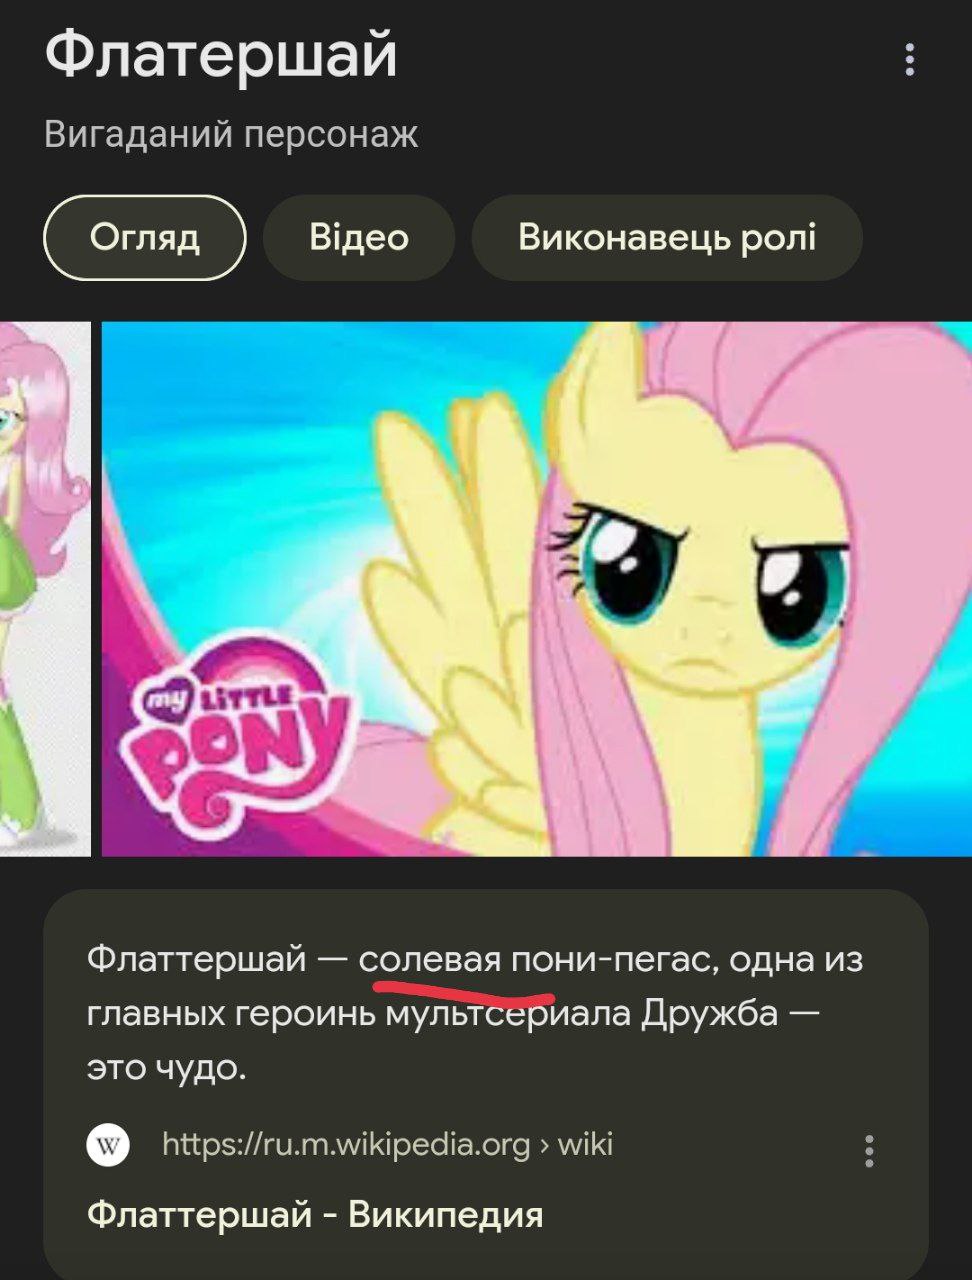 Флатершай
Вигаданий персонаж
Огляд
Відео
Виконавець ролі
my LITTLE
PONY
Флаттершай — солевая пони-пегас, одна из
главных героинь мультсериала Дружба —
это чудо.
W
https://ru.m.wikipedia.org › wiki
Флаттершай - Википедия